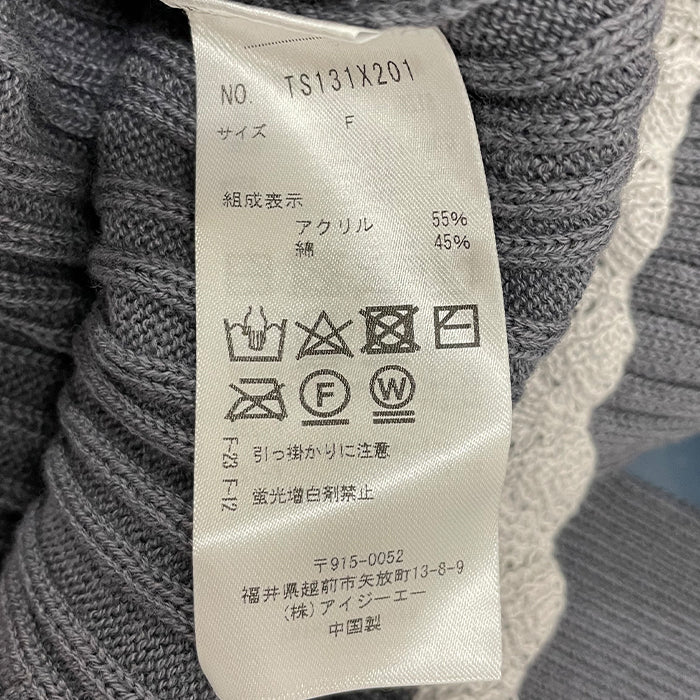 NO. TS131X201
サイズ F
組成表示
アクリル 55%
綿 45%
F
W
F-23 引っ掛かりに注意
F-12 蛍光増白剤禁止
〒915-0052
福井県越前市矢放町13-8-9
(株)アイジーエー
中国製